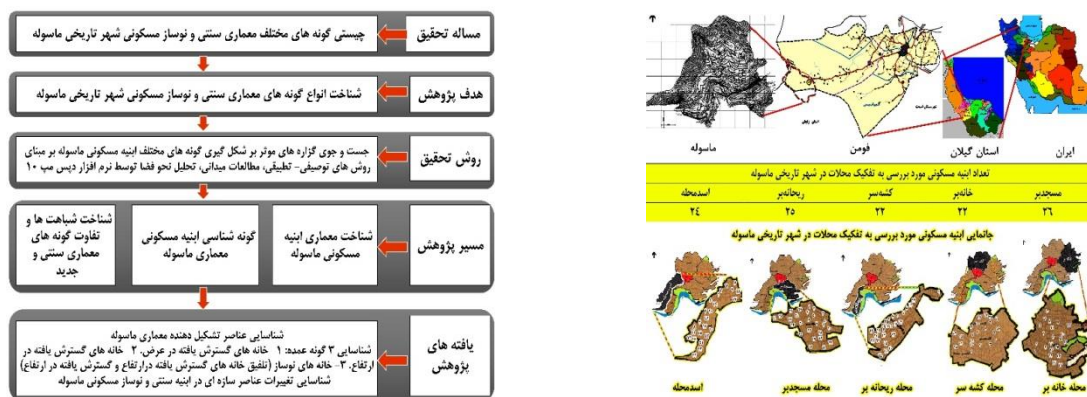 مساله تحقیق
چیستی گونه های مختلف معماری سنتی و نوساز مسکونی شهر تاریخی ماسوله
هدف پژوهش
شناخت انواع گونه های معماری سنتی و نوساز مسکونی شهر تاریخی ماسوله
روش تحقیق
جست و جوی گزاره های موثر بر شکل گیری گونه های مختلف ابنیه مسکونی ماسوله بر مبنای
روش های توصیفی- تطبیقی، مطالعات میدانی، تحلیل نحو فضا توسط نرم افزار دپس مپ ۱۰
مسیر پژوهش
شناخت معماری ابنیه
مسکونی ماسوله
گونه شناسی ابنیه مسکونی
معماری ماسوله
شناخت شباهت ها و
تفاوت گونه های
معماری سنتی و
جدید
یافته های
پژوهش
شناسایی عناصر تشکیل دهنده معماری ماسوله
شناسایی ۳ گونه عمده: ۱- خانه های گسترش یافته در عرض. ۲- خانه های گسترش یافته در
ارتفاع. ۳- خانه های نوساز (تلفیق خانه های گسترش یافته درارتفاع و گسترش یافته در ارتفاع)
شناسایی تغییرات عناصر سازه ای در ابنیه سنتی و نوساز مسکونی ماسوله
ایران
استان گیلان
فومن
ماسوله
تعداد ابنیه مسکونی مورد بررسی به تفکیک محلات در شهر تاریخی ماسوله
مسجدبر خانه‌بر کشه‌سر ریحانه‌بر اسدمحله
۲۶ ۲۲ ۲۲ ۲۵ ۲۴
جانمایی ابنیه مسکونی مورد بررسی به تفکیک محلات در شهر تاریخی ماسوله
محله خانه بر
محله کشه سر
محله ریحانه بر
محله مسجدبر
اسدمحله